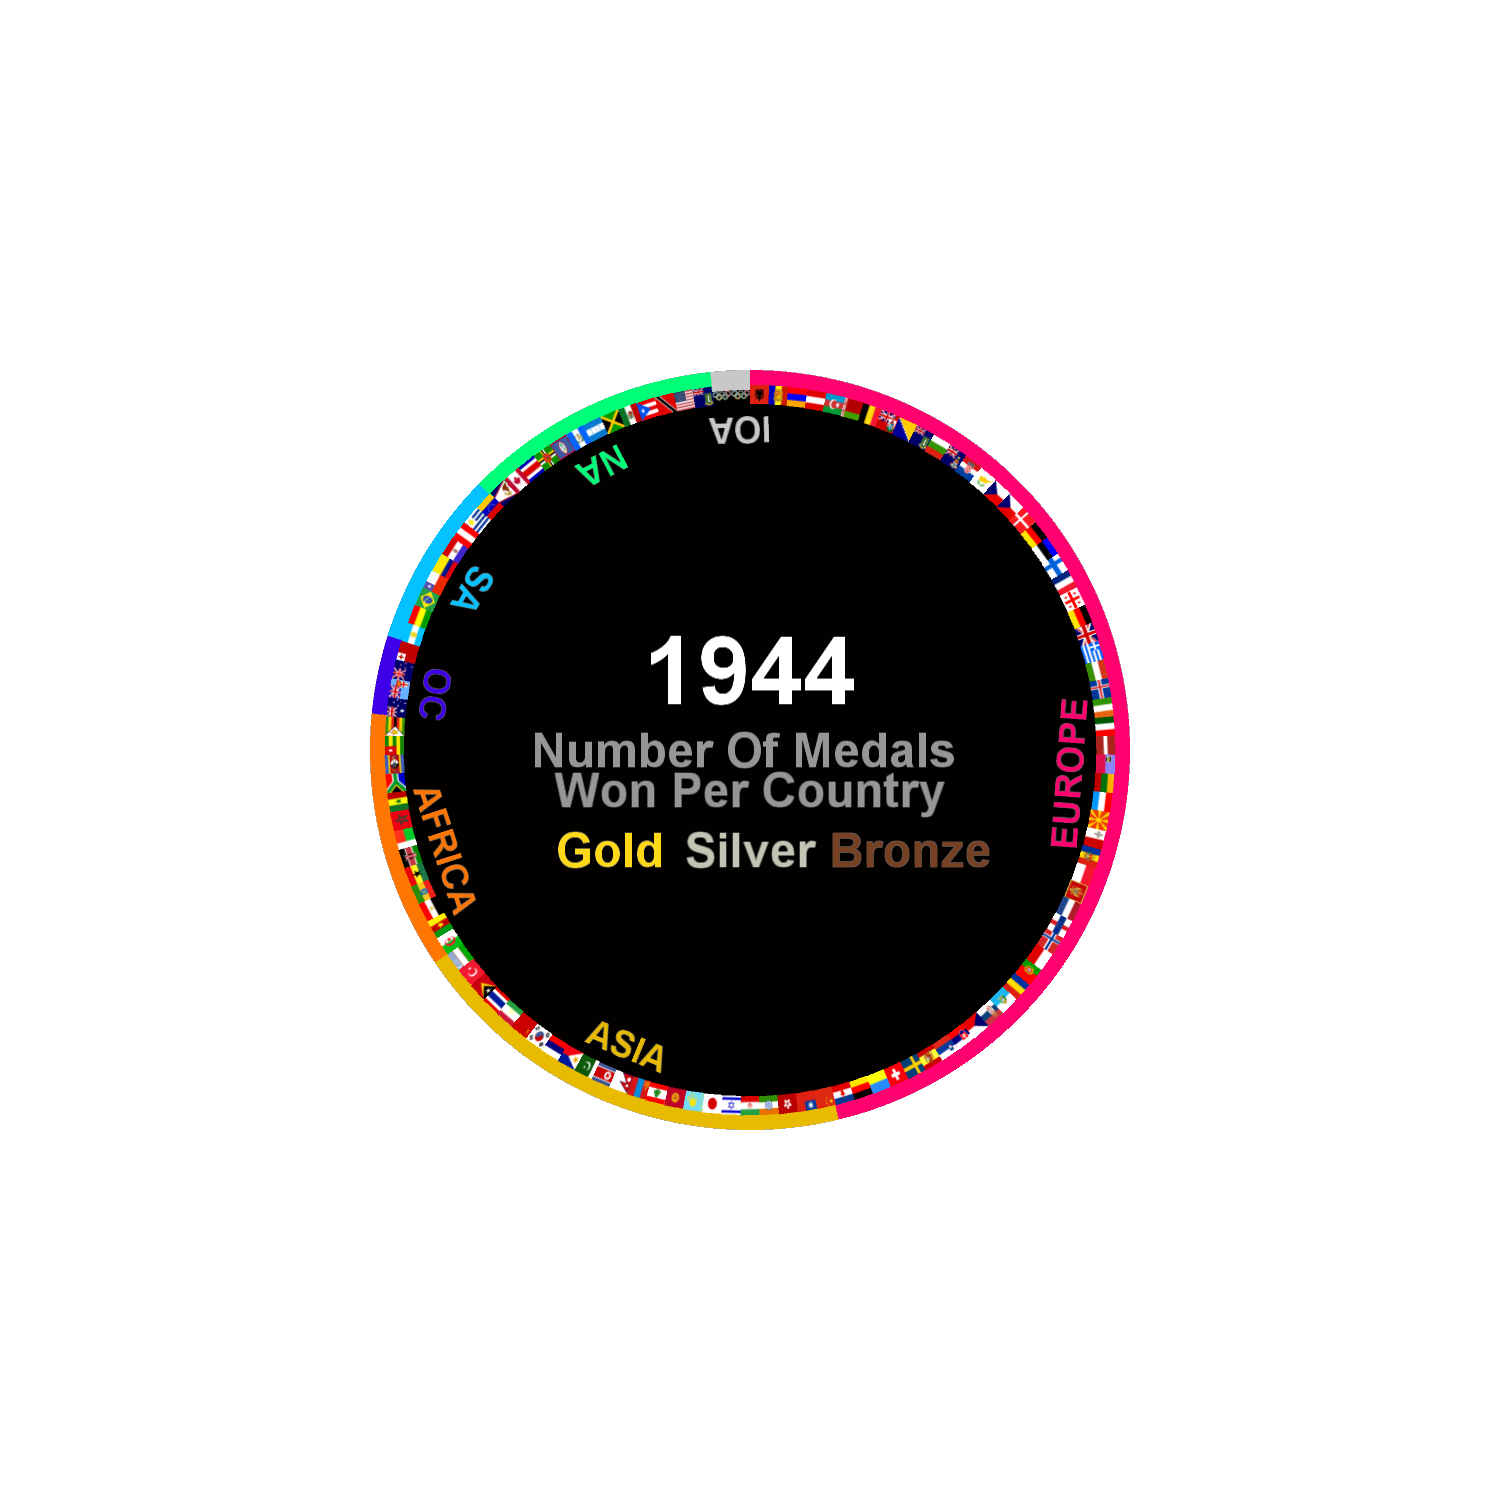 IOA
NA
SA
OC
EUROPE
AFRICA
ASIA
1944
Number Of Medals
Won Per Country
Gold Silver Bronze